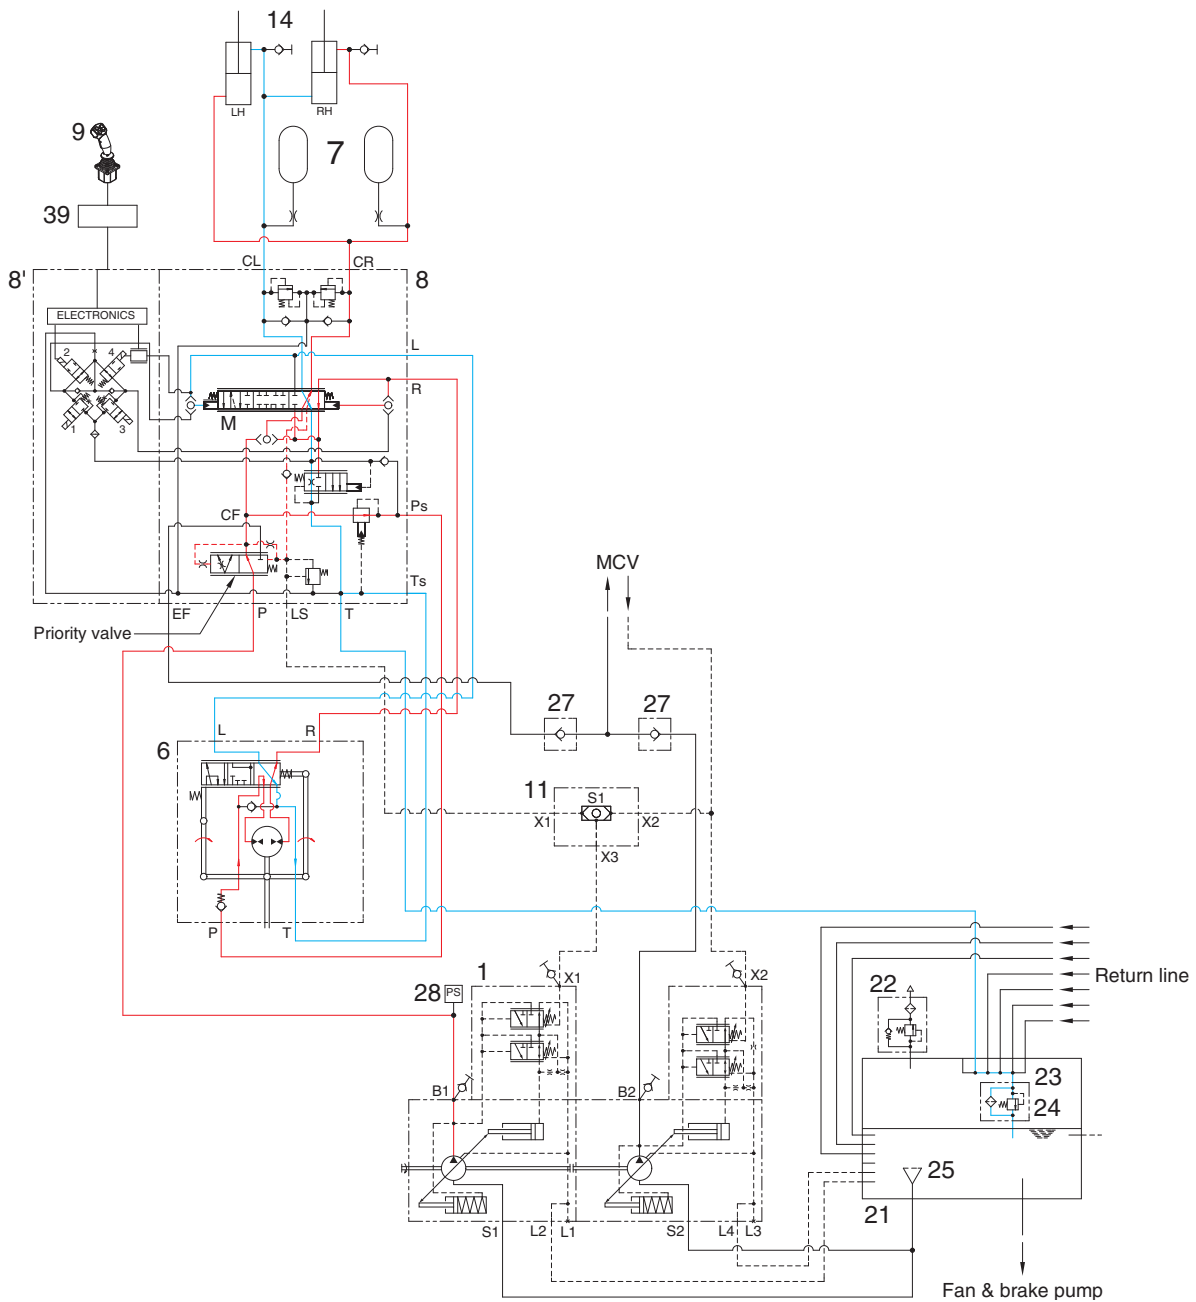 14
LH
RH
9
7
39
CL
CR
8'
8
ELECTRONICS
L
2
4
R
M
1
3
CF
Ps
MCV
Ts
EF
P
LS
T
Priority valve
27
27
L
R
6
11
S1
X1
X2
X3
P
T
1
X1
X2
Return line
28
PS
22
B1
B2
23
24
25
21
S1
L2
L1
S2
L4
L3
Fan & brake pump